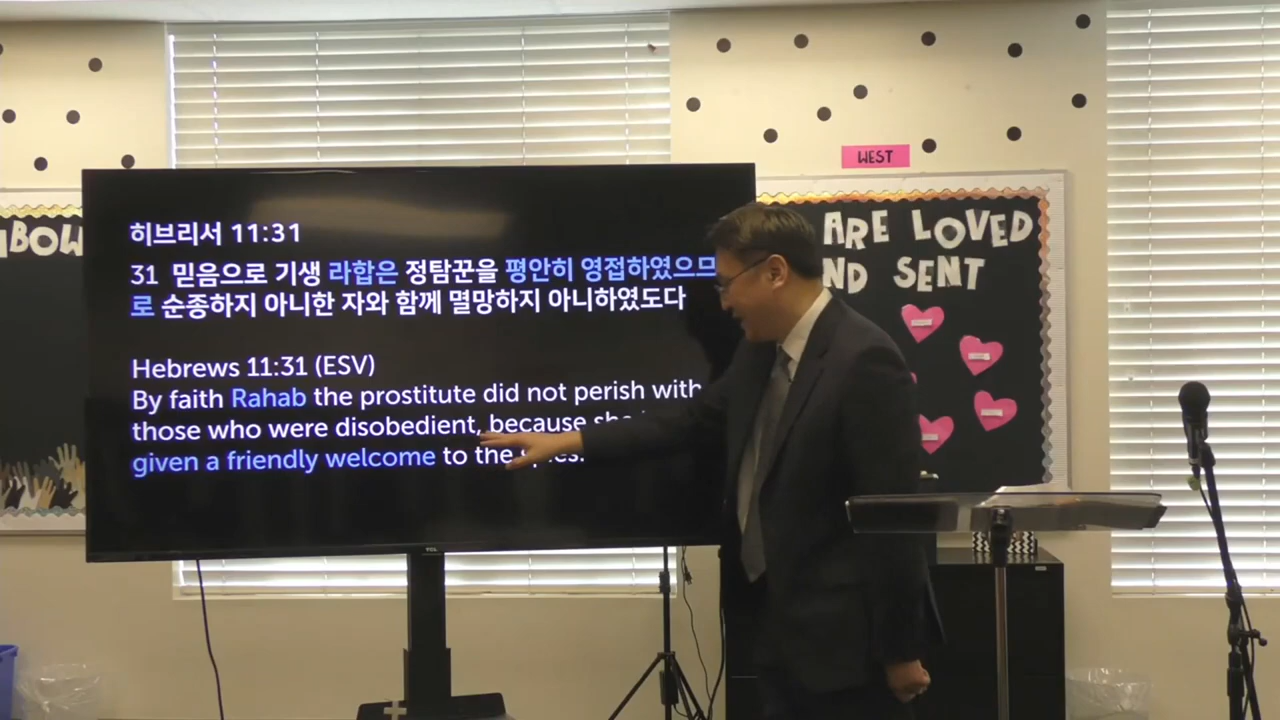 히브리서 11:31
31 믿음으로 기생 라합은 정탐꾼을 평안히 영접하였으므
로 순종하지 아니한 자와 함께 멸망하지 아니하였도다
Hebrews 11:31 (ESV)
By faith Rahab the prostitute did not perish with
those who were disobedient, because she
given a friendly welcome to the spies.
TCL
WEST
ARE LOVED
ND SENT
BOW